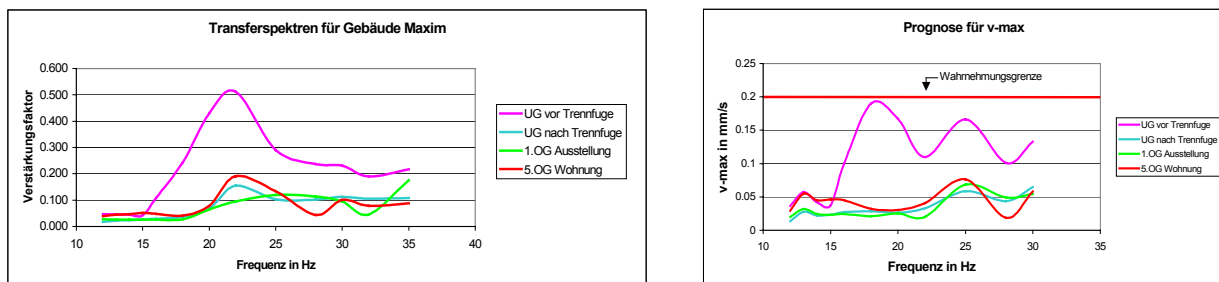 Transferspektren für Gebäude Maxim
Verstärkungsfaktor
0.600
0.500
0.400
0.300
0.200
0.100
0.000
10 15 20 25 30 35 40
Frequenz in Hz
UG vor Trennfuge
UG nach Trennfuge
1.OG Ausstellung
5.OG Wohnung
Prognose für v-max
v-max in mm/s
0.25
0.2
0.15
0.1
0.05
0
Wahrnehmungsgrenze
10 15 20 25 30 35
Frequenz in Hz
UG vor Trennfuge
UG nach Trennfuge
1.OG Ausstellung
5.OG Wohnung